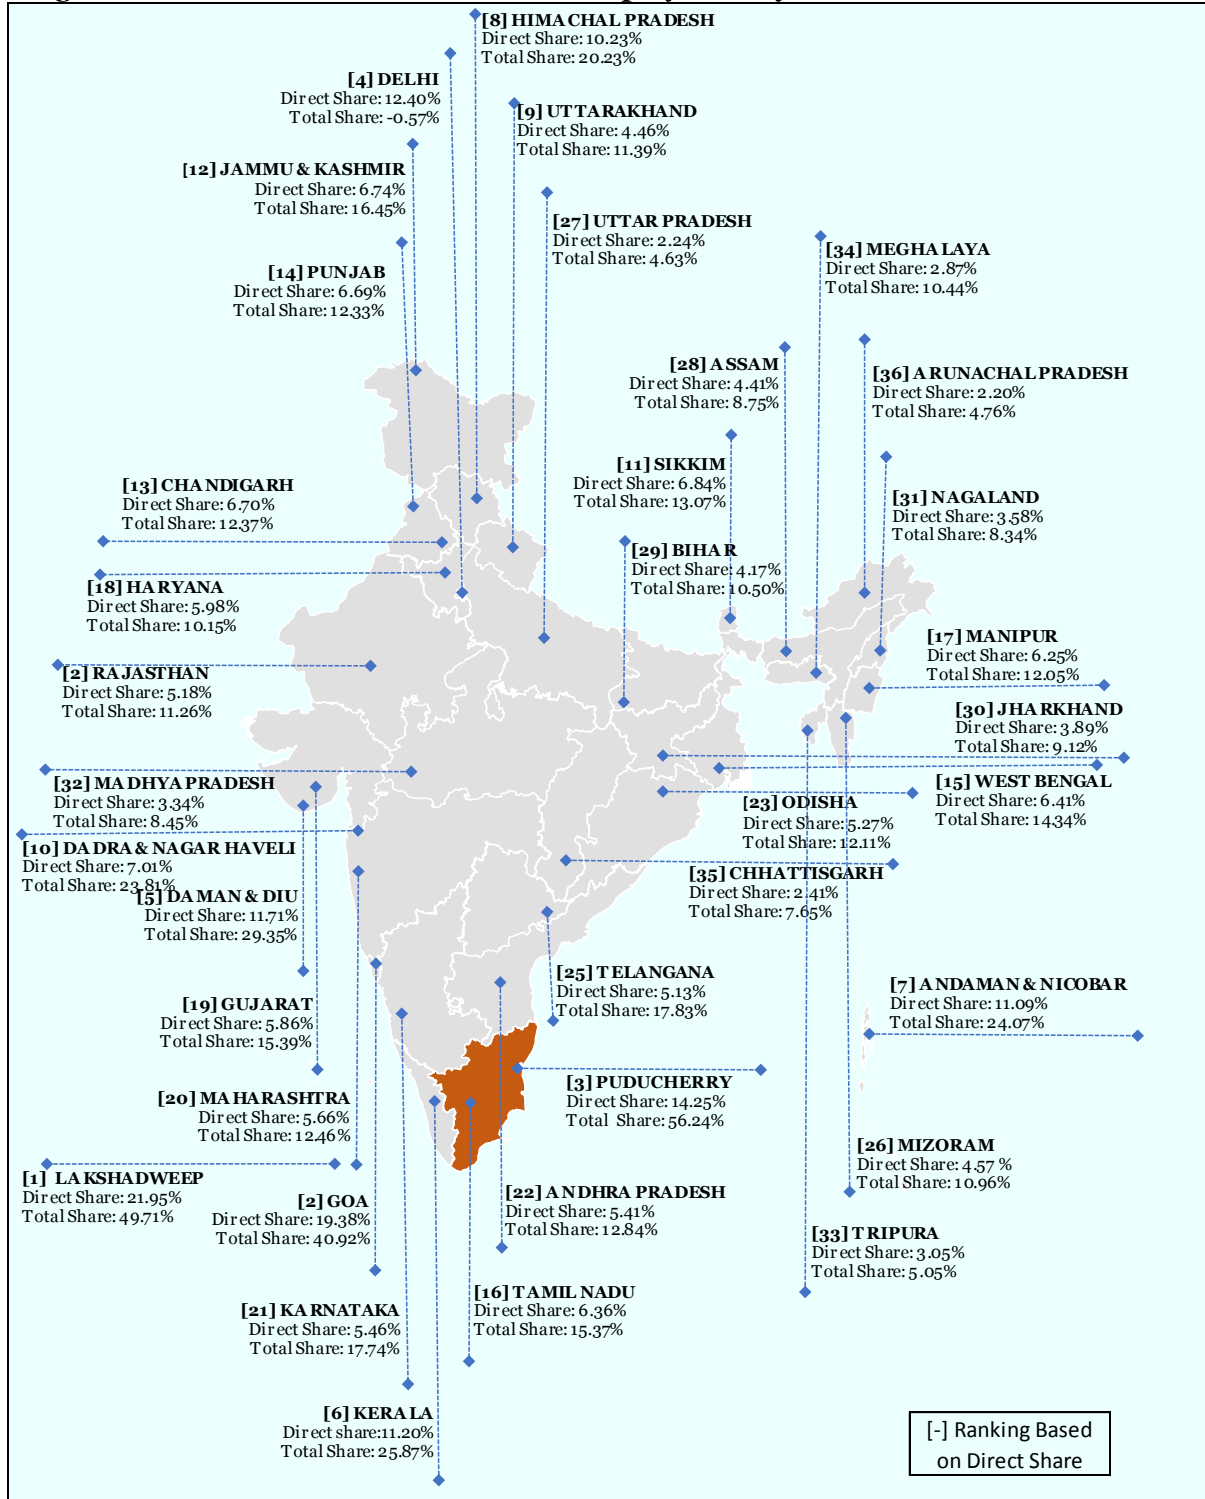 [8] HIMACHAL PRADESH
Direct Share: 10.23%
Total Share: 20.23%
[4] DELHI
Direct Share: 12.40%
Total Share: -0.57%
[9] UTTARAKHAND
Direct Share: 4.46%
Total Share: 11.39%
[12] JAMMU & KASHMIR
Direct Share: 6.74%
Total Share: 16.45%
[27] UTTAR PRADESH
Direct Share: 2.24%
Total Share: 4.63%
[34] MEGHALAYA
Direct Share: 2.87%
Total Share: 10.44%
[14] PUNJAB
Direct Share: 6.69%
Total Share: 12.33%
[28] ASSAM
Direct Share: 4.41%
Total Share: 8.75%
[36] ARUNACHAL PRADESH
Direct Share: 2.20%
Total Share: 4.76%
[11] SIKKIM
Direct Share: 6.84%
Total Share: 13.07%
[13] CHANDIGARH
Direct Share: 6.70%
Total Share: 12.37%
[31] NAGALAND
Direct Share: 3.58%
Total Share: 8.34%
[29] BIHAR
Direct Share: 4.17%
Total Share: 10.50%
[18] HARYANA
Direct Share: 5.98%
Total Share: 10.15%
[17] MANIPUR
Direct Share: 6.25%
Total Share: 12.05%
[2] RAJASTHAN
Direct Share: 5.18%
Total Share: 11.26%
[30] JHARKHAND
Direct Share: 3.89%
Total Share: 9.12%
[32] MADHYA PRADESH
Direct Share: 3.34%
Total Share: 8.45%
[15] WEST BENGAL
Direct Share: 6.41%
Total Share: 14.34%
[23] ODISHA
Direct Share: 5.27%
Total Share: 12.11%
[10] DADRA & NAGAR HAVELI
Direct Share: 7.01%
Total Share: 23.81%
[35] CHHATTISGARH
Direct Share: 2.41%
Total Share: 7.65%
[5] DAMAN & DIU
Direct Share: 11.71%
Total Share: 29.35%
[25] TELANGANA
Direct Share: 5.13%
Total Share: 17.83%
[7] ANDAMAN & NICOBAR
Direct Share: 11.09%
Total Share: 24.07%
[19] GUJARAT
Direct Share: 5.86%
Total Share: 15.39%
[3] PUDUCHERRY
Direct Share: 14.25%
Total Share: 56.24%
[20] MAHARASHTRA
Direct Share: 5.66%
Total Share: 12.46%
[26] MIZORAM
Direct Share: 4.57 %
Total Share: 10.96%
[1] LAKSHADWEEP
Direct Share: 21.95%
Total Share: 49.71%
[2] GOA
Direct Share: 19.38%
Total Share: 40.92%
[22] ANDHRA PRADESH
Direct Share: 5.41%
Total Share: 12.84%
[33] TRIPURA
Direct Share: 3.05%
Total Share: 5.05%
[16] TAMIL NADU
Direct Share: 6.36%
Total Share: 15.37%
[21] KARNATAKA
Direct Share: 5.46%
Total Share: 17.74%
[6] KERALA
Direct share:11.20%
Total Share: 25.87%
[-] Ranking Based
on Direct Share